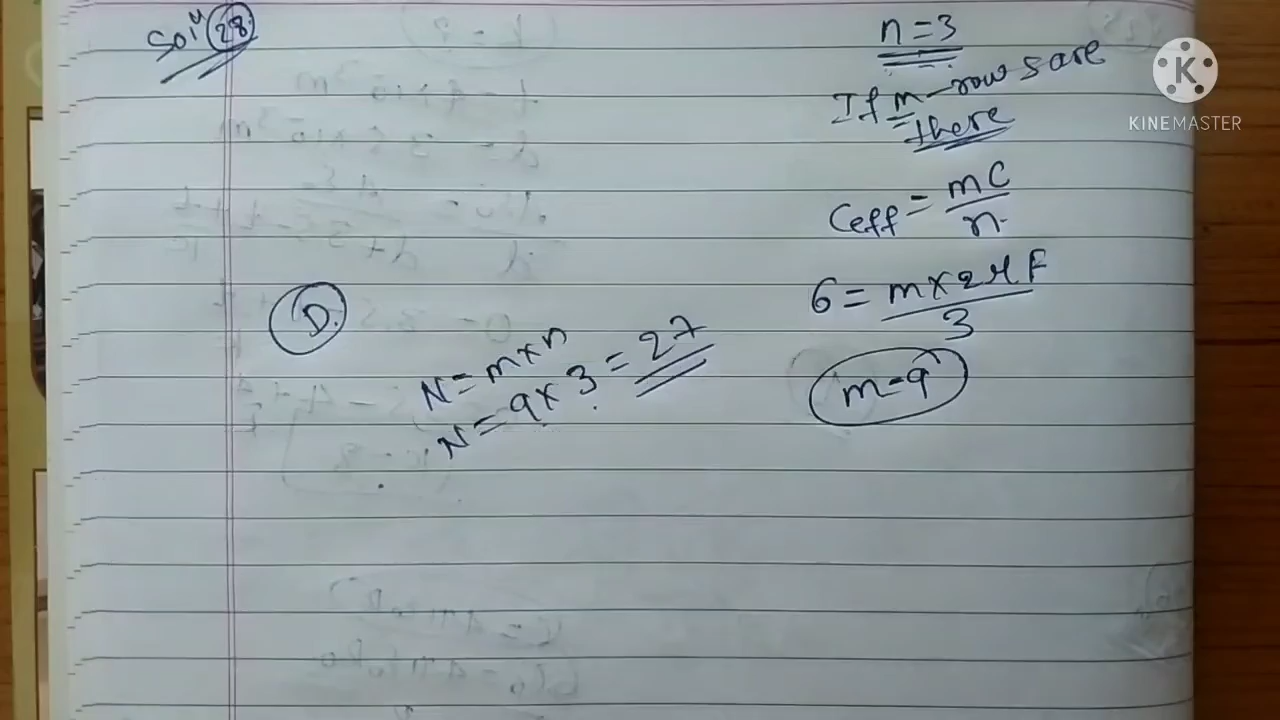 Solⁿ 28.
n=3
If m-rows are
there
Ceff = mC/n.
6 = m×2μF/3
m=9
D.
N=m×n
N=9×3=27
KINEMASTER